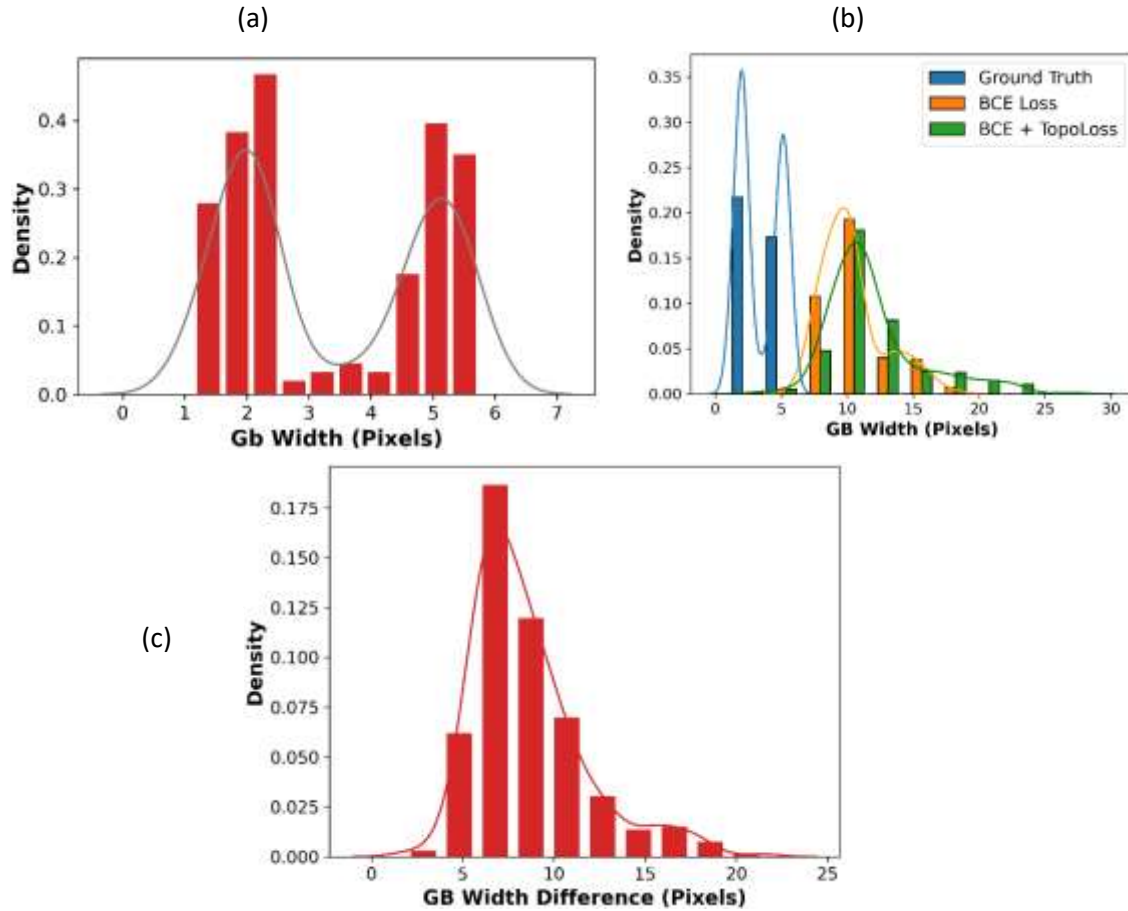 (a)
0.4
0.3
0.2
0.1
0.0
Density
0 1 2 3 4 5 6 7
Gb Width (Pixels)
(b)
0.35
0.30
0.25
0.20
0.15
0.10
0.05
0.00
Density
Ground Truth
BCE Loss
BCE + TopoLoss
0 5 10 15 20 25 30
GB Width (Pixels)
(c)
0.175
0.150
0.125
0.100
0.075
0.050
0.025
0.000
Density
0 5 10 15 20 25
GB Width Difference (Pixels)